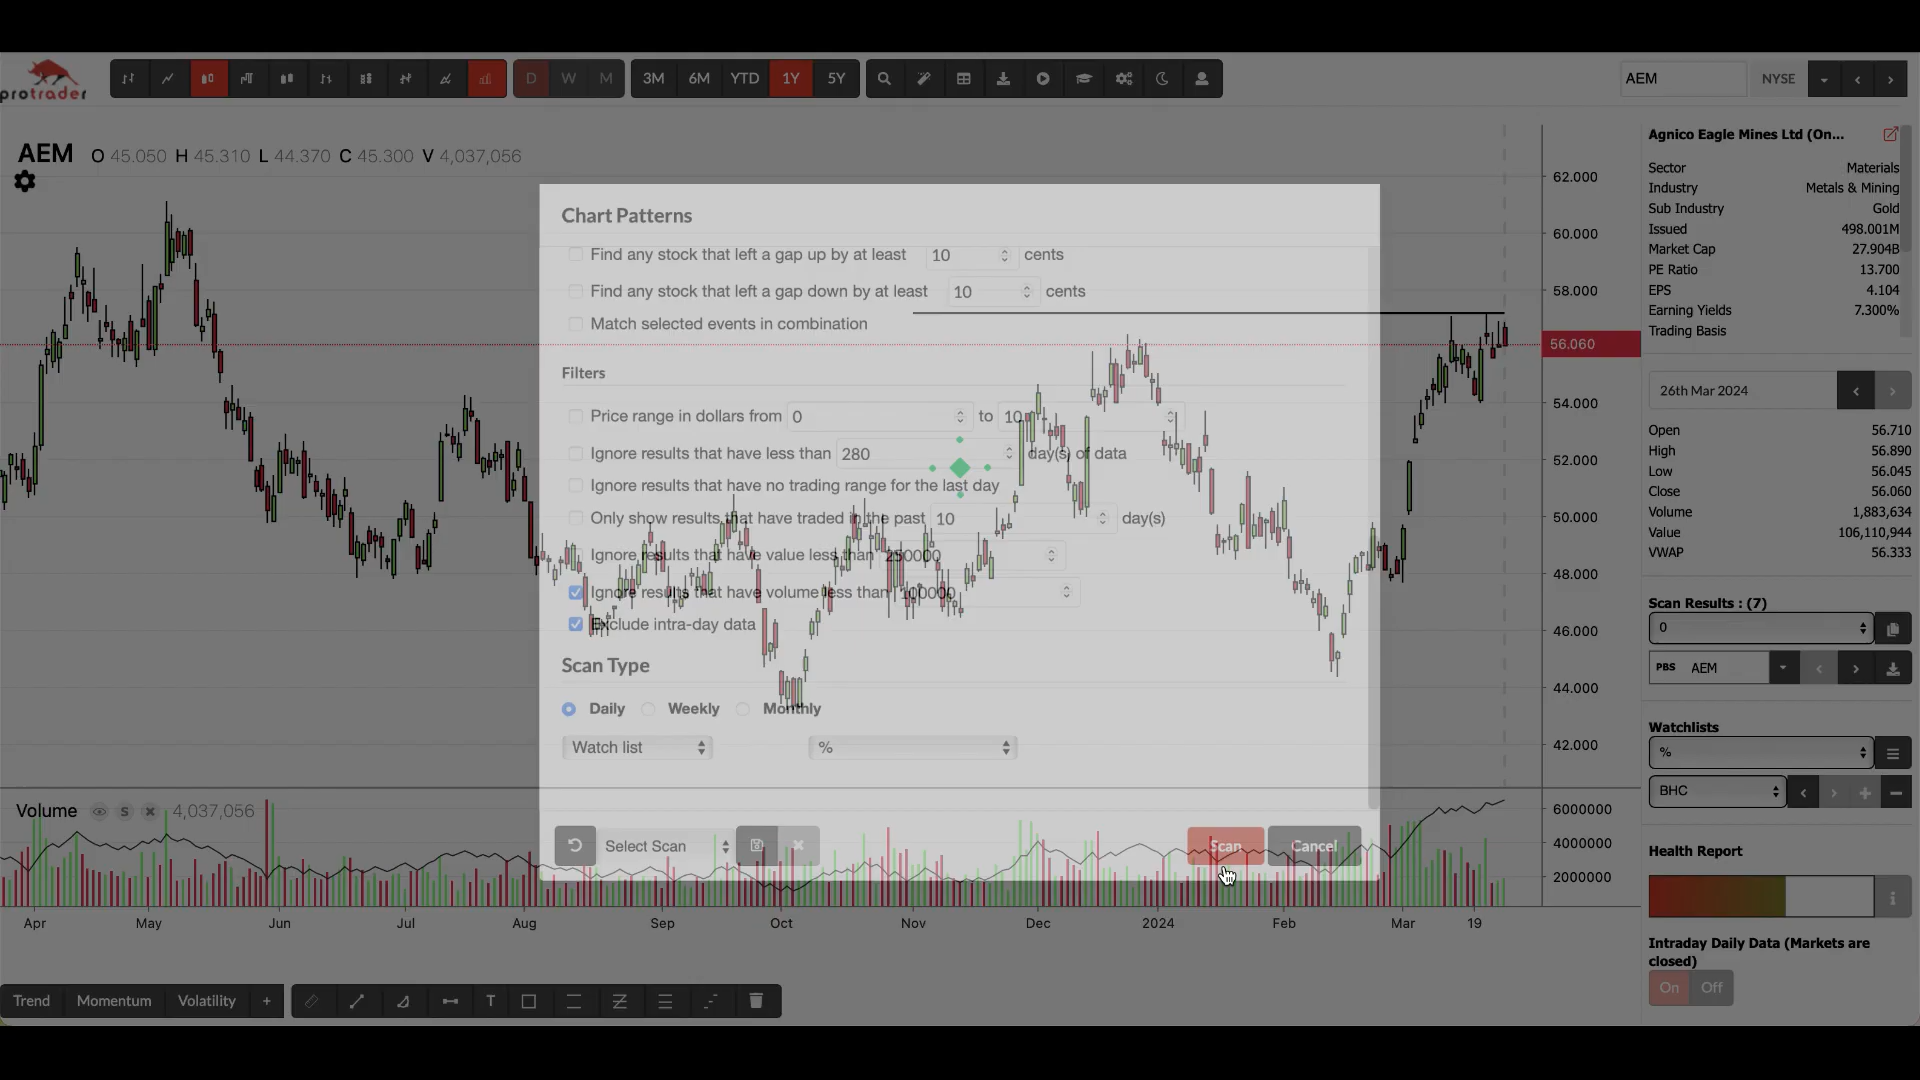 protrader
D W M
3M 6M YTD 1Y 5Y
AEM NYSE
AEM O 45.050 H 45.310 L 44.370 C 45.300 V 4,037,056
Chart Patterns
Find any stock that left a gap up by at least 10 cents
Find any stock that left a gap down by at least 10 cents
Match selected events in combination
Filters
Price range in dollars from 0 to 10
Ignore results that have less than 280 day(s) of data
Ignore results that have no trading range for the last day
Only show results that have traded in the past 10 day(s)
Ignore results that have value less than 250000
Ignore results that have volume less than 100000
Exclude intra-day data
Scan Type
Daily Weekly Monthly
Watch list %
Select Scan Scan Cancel
62.000
60.000
58.000
56.060
54.000
52.000
50.000
48.000
46.000
44.000
42.000
Volume S 4,037,056
6000000
4000000
2000000
Apr May Jun Jul Aug Sep Oct Nov Dec 2024 Feb Mar 19
Trend Momentum Volatility + T
Agnico Eagle Mines Ltd (On...
Sector Materials
Industry Metals & Mining
Sub Industry Gold
Issued 498.001M
Market Cap 27.904B
PE Ratio 13.700
EPS 4.104
Earning Yields 7.300%
Trading Basis
26th Mar 2024
Open 56.710
High 56.890
Low 56.045
Close 56.060
Volume 1,883,634
Value 106,110,944
VWAP 56.333
Scan Results : (7)
0
PBS AEM
Watchlists
%
BHC
Health Report
Intraday Daily Data (Markets are
closed)
On Off